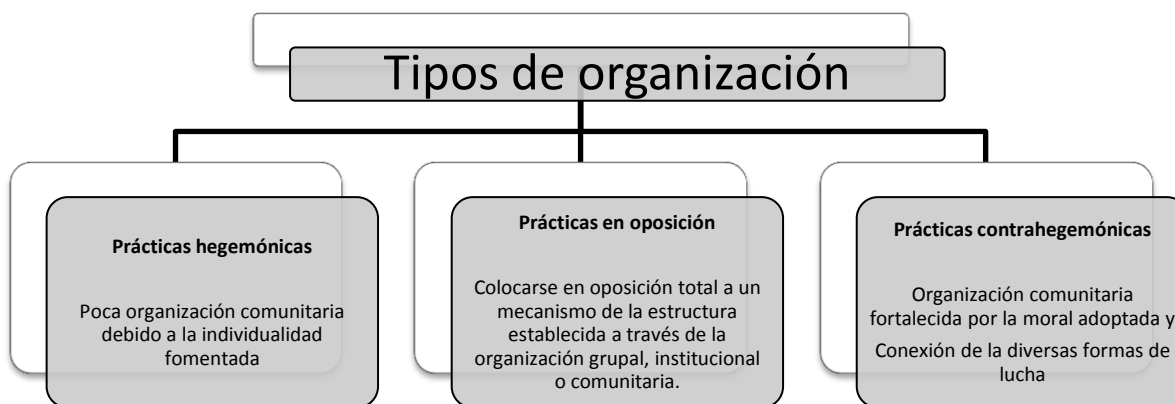 Tipos de organización
Prácticas hegemónicas
Poca organización comunitaria
debido a la individualidad
fomentada
Prácticas en oposición
Colocarse en oposición total a un
mecanismo de la estructura
establecida a través de la
organización grupal, institucional
o comunitaria.
Prácticas contrahegemónicas
Organización comunitaria
fortalecida por la moral adoptada y
Conexión de la diversas formas de
lucha